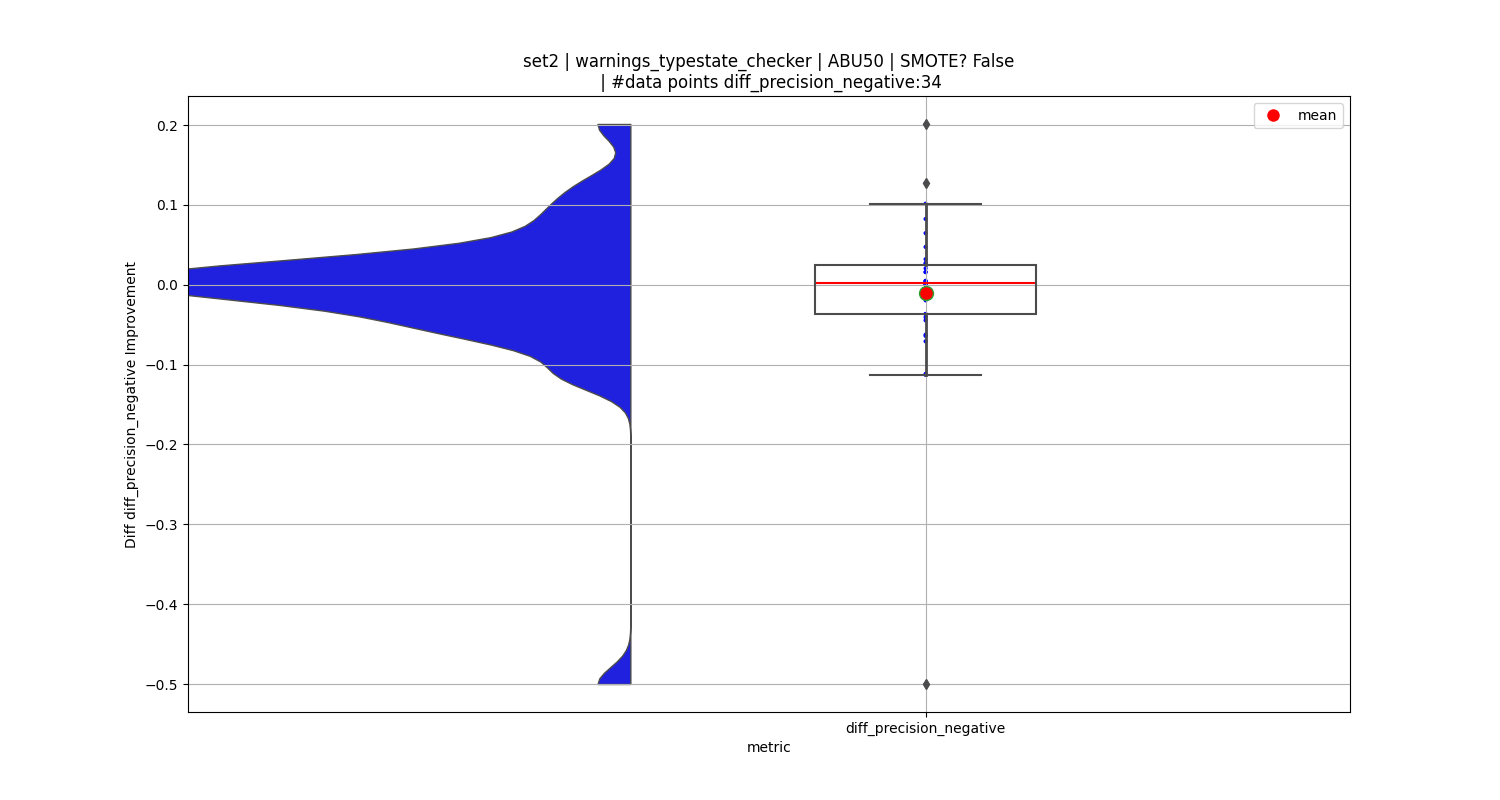 set2 | warnings_typestate_checker | ABU50 | SMOTE? False
| #data points diff_precision_negative:34
mean
0.2
0.1
0.0
−0.1
−0.2
−0.3
−0.4
−0.5
Diff diff_precision_negative Improvement
diff_precision_negative
metric